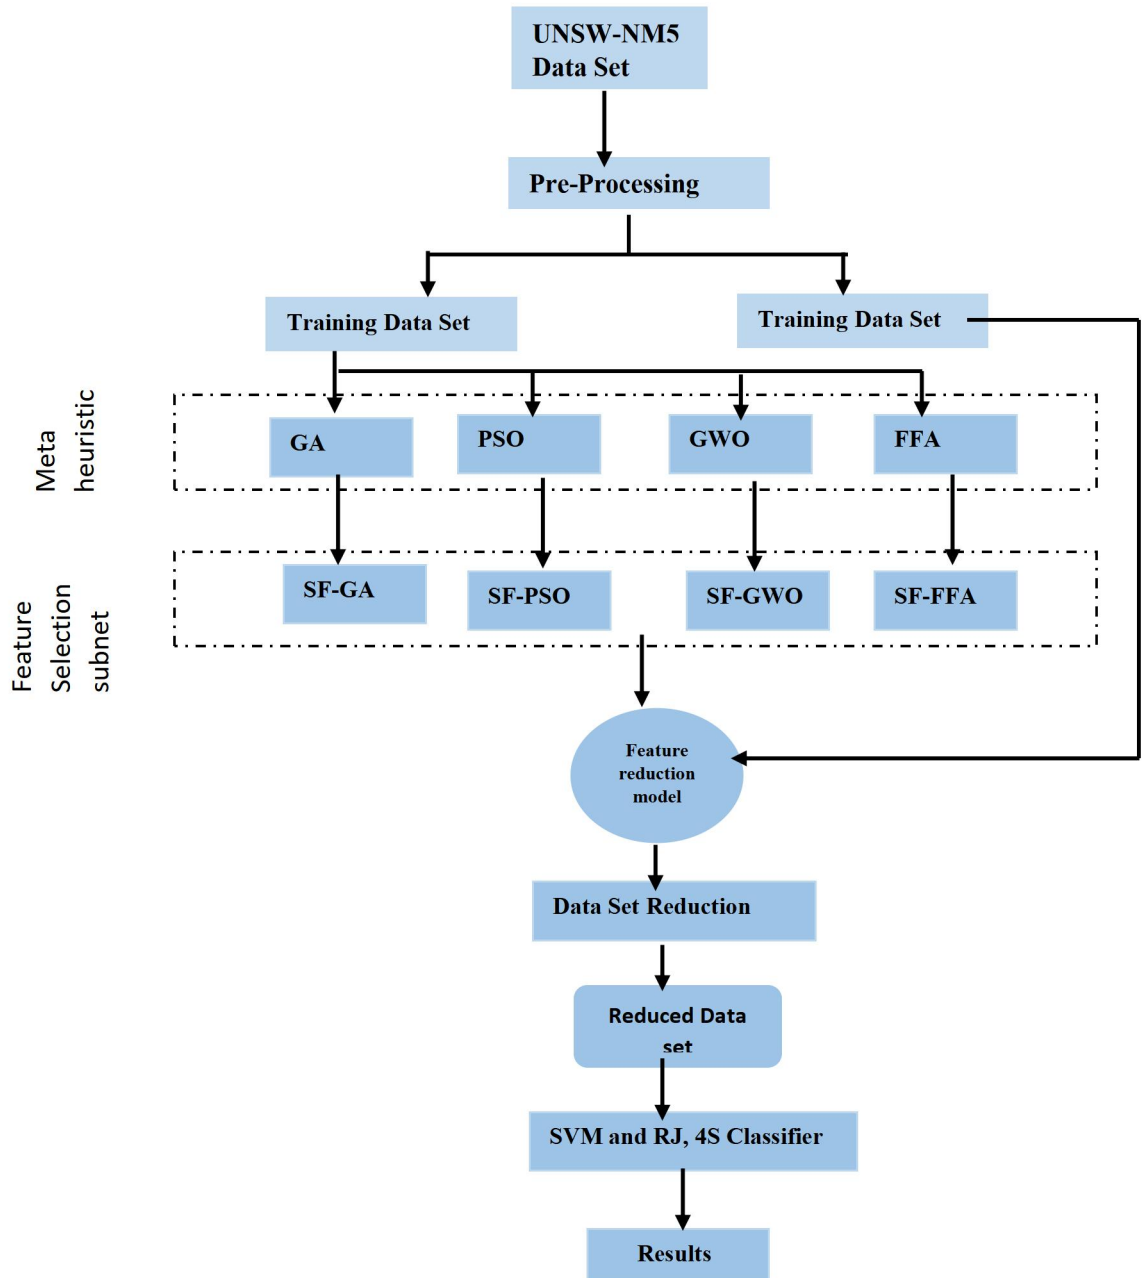 UNSW-NM5
Data Set
Pre-Processing
Training Data Set
Training Data Set
Meta
heuristic
GA
PSO
GWO
FFA
Feature
Selection
subnet
SF-GA
SF-PSO
SF-GWO
SF-FFA
Feature
reduction
model
Data Set Reduction
Reduced Data
set
SVM and RJ, 4S Classifier
Results